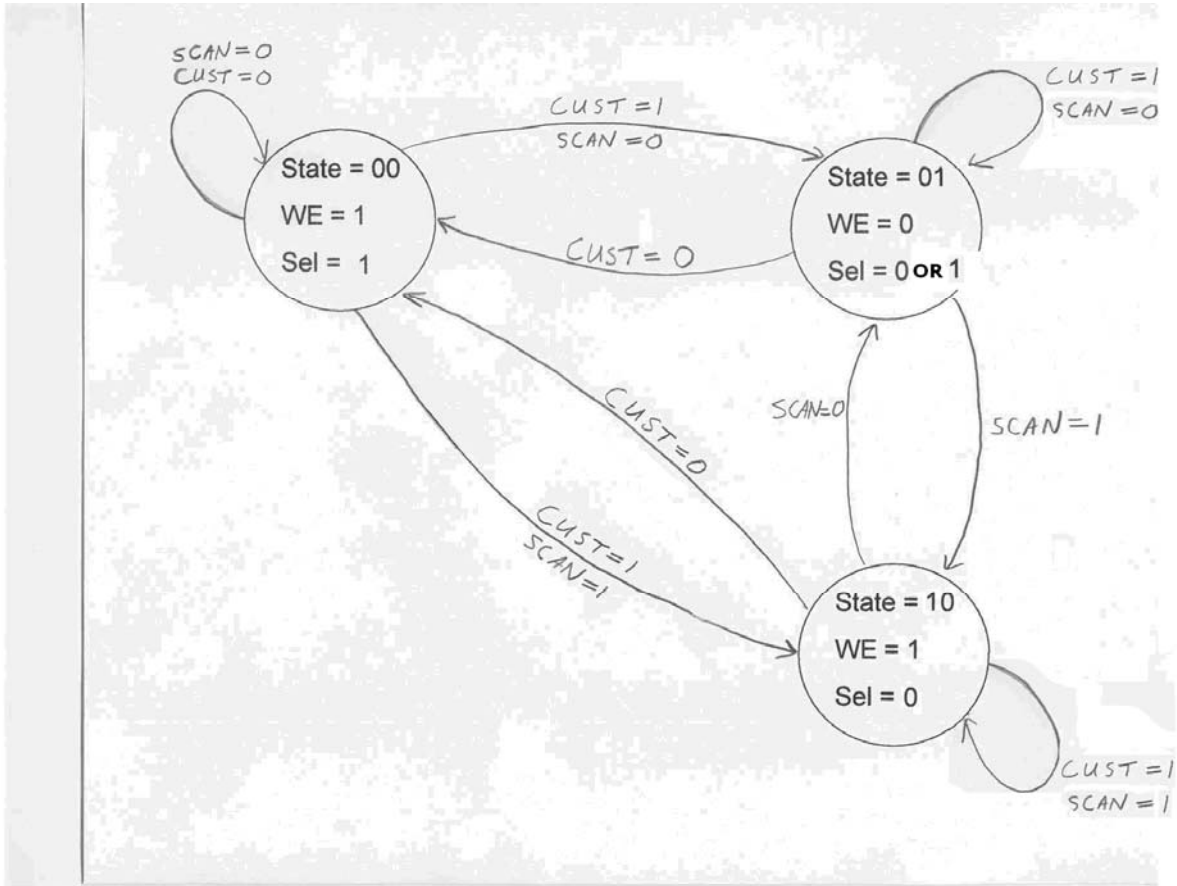 SCAN=0
CUST=0
State = 00
WE = 1
Sel = 1
CUST=1
SCAN=0
CUST=1
SCAN=0
State = 01
WE = 0
Sel = 0 OR 1
CUST=0
CUST=0
CUST=1
SCAN=1
SCAN=0
SCAN=1
State = 10
WE = 1
Sel = 0
CUST=1
SCAN=1